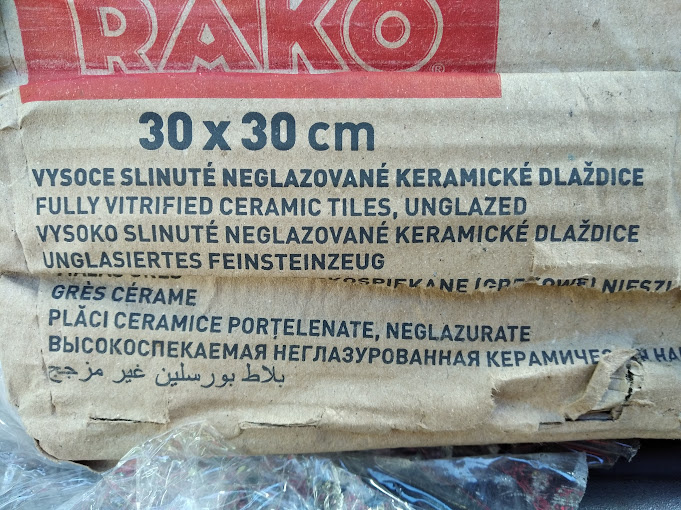 RAKO
30 x 30 cm
VYSOCE SLINUTÉ NEGLAZOVANÉ KERAMICKÉ DLAŽDICE
FULLY VITRIFIED CERAMIC TILES, UNGLAZED
VYSOKO SLINUTÉ NEGLAZOVANÉ KERAMICKÉ DLAŽDICE
UNGLASIERTES FEINSTEINZEUG
GRÈS CÉRAME
PLĂCI CERAMICE PORȚELENATE, NEGLAZURATE
ВЫСОКОСПЕКАЕМАЯ НЕГЛАЗУРОВАННАЯ
بلاط بورسلين غير مزجج